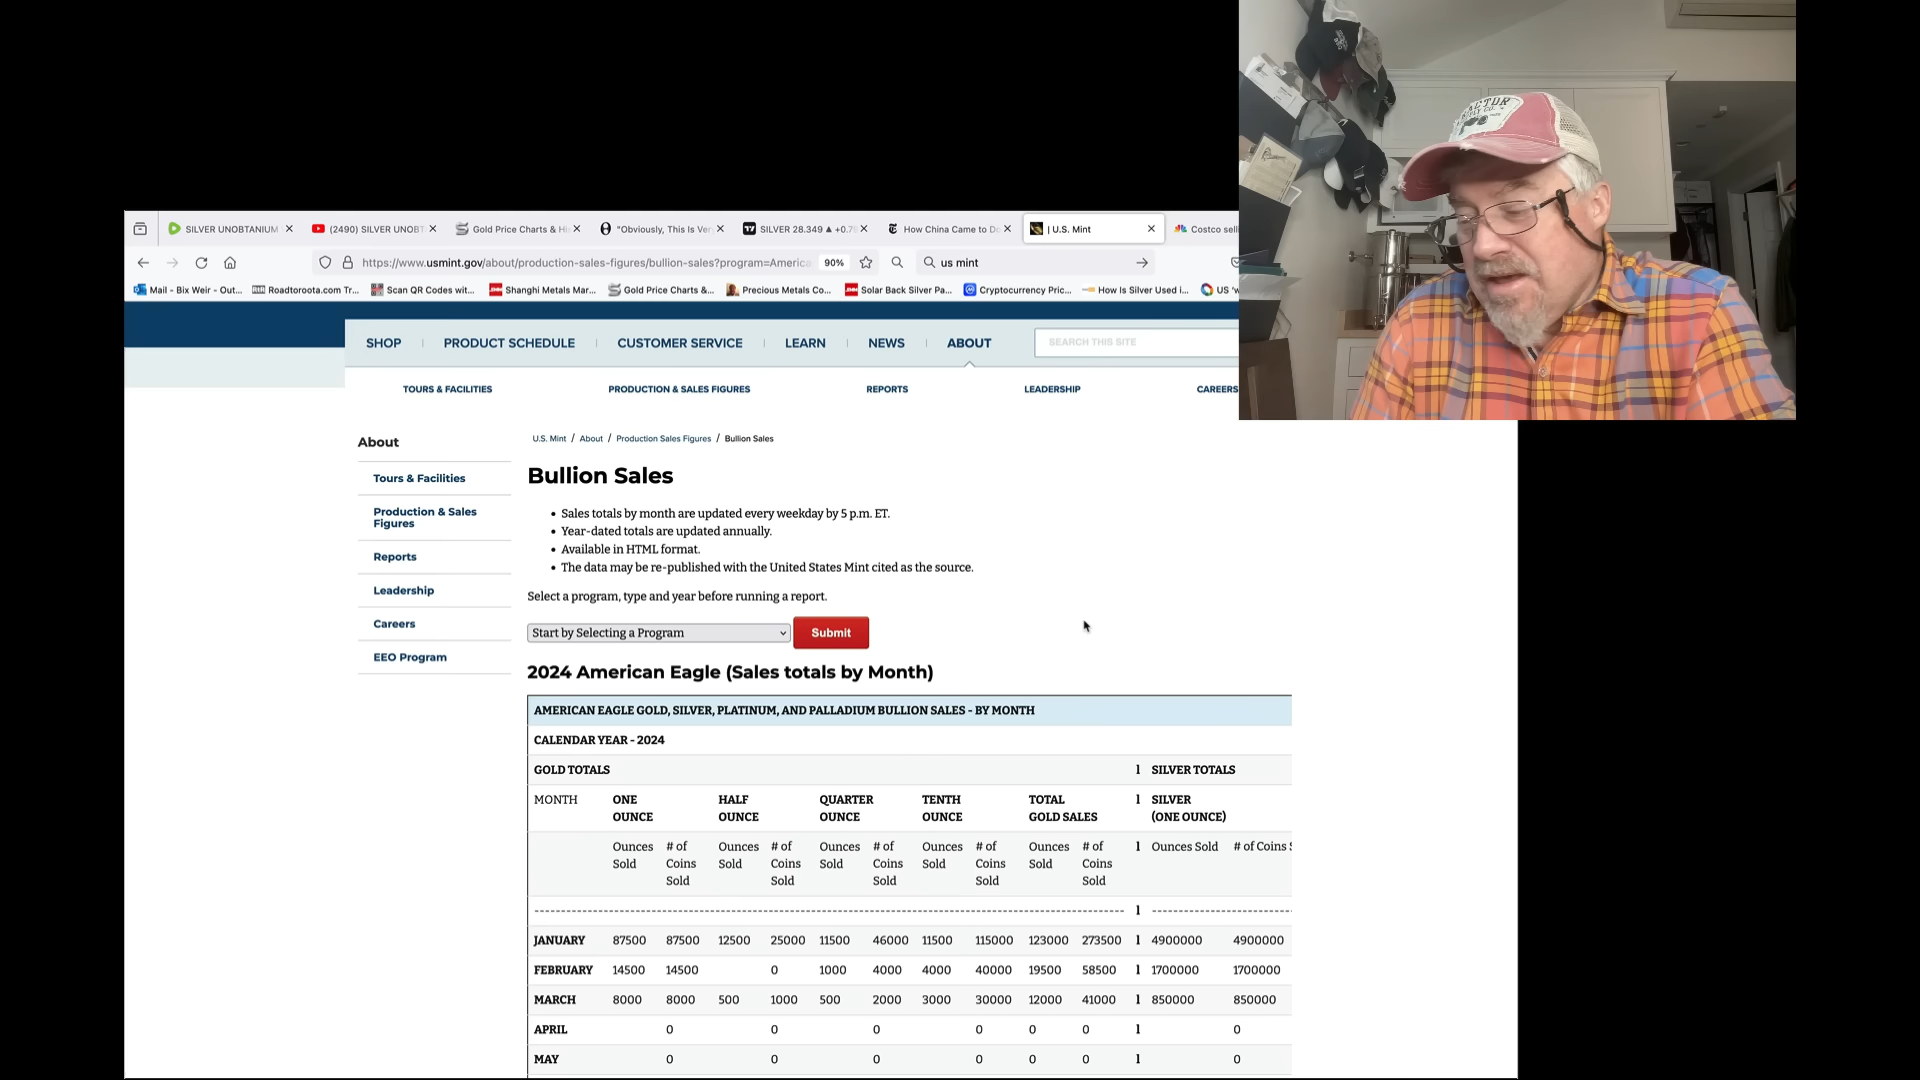 SILVER UNOBTANIUM
(2490) SILVER UNOBT
Gold Price Charts & Hi
"Obviously, This Is Ver
SILVER 28.349 ▲ +0.7
How China Came to Do
| U.S. Mint
Costco sell
https://www.usmint.gov/about/production-sales-figures/bullion-sales?program=America
90%
us mint
Mail - Bix Weir - Out...
Roadtoroota.com Tr...
Scan QR Codes wit...
Shanghi Metals Mar...
Gold Price Charts &...
Precious Metals Co...
Solar Back Silver Pa...
Cryptocurrency Pric...
How Is Silver Used i...
US
SHOP | PRODUCT SCHEDULE | CUSTOMER SERVICE | LEARN | NEWS | ABOUT
SEARCH THIS SITE
TOURS & FACILITIES PRODUCTION & SALES FIGURES REPORTS LEADERSHIP CAREERS
U.S. Mint / About / Production Sales Figures / Bullion Sales
About
Tours & Facilities
Production & Sales
Figures
Reports
Leadership
Careers
EEO Program
Bullion Sales
• Sales totals by month are updated every weekday by 5 p.m. ET.
• Year-dated totals are updated annually.
• Available in HTML format.
• The data may be re-published with the United States Mint cited as the source.
Select a program, type and year before running a report.
Start by Selecting a Program
Submit
2024 American Eagle (Sales totals by Month)
AMERICAN EAGLE GOLD, SILVER, PLATINUM, AND PALLADIUM BULLION SALES - BY MONTH
CALENDAR YEAR - 2024
GOLD TOTALS l SILVER TOTALS
MONTH ONE HALF QUARTER TENTH TOTAL l SILVER
OUNCE OUNCE OUNCE OUNCE GOLD SALES (ONE OUNCE)
Ounces # of Ounces # of Ounces # of Ounces # of Ounces # of l Ounces Sold # of Coins S
Sold Coins Sold Coins Sold Coins Sold Coins Sold Coins
Sold Sold Sold Sold Sold
l
JANUARY 87500 87500 12500 25000 11500 46000 11500 115000 123000 273500 l 4900000 4900000
FEBRUARY 14500 14500 0 1000 4000 4000 40000 19500 58500 l 1700000 1700000
MARCH 8000 8000 500 1000 500 2000 3000 30000 12000 41000 l 850000 850000
APRIL 0 0 0 0 0 0 l 0
MAY 0 0 0 0 0 0 l 0